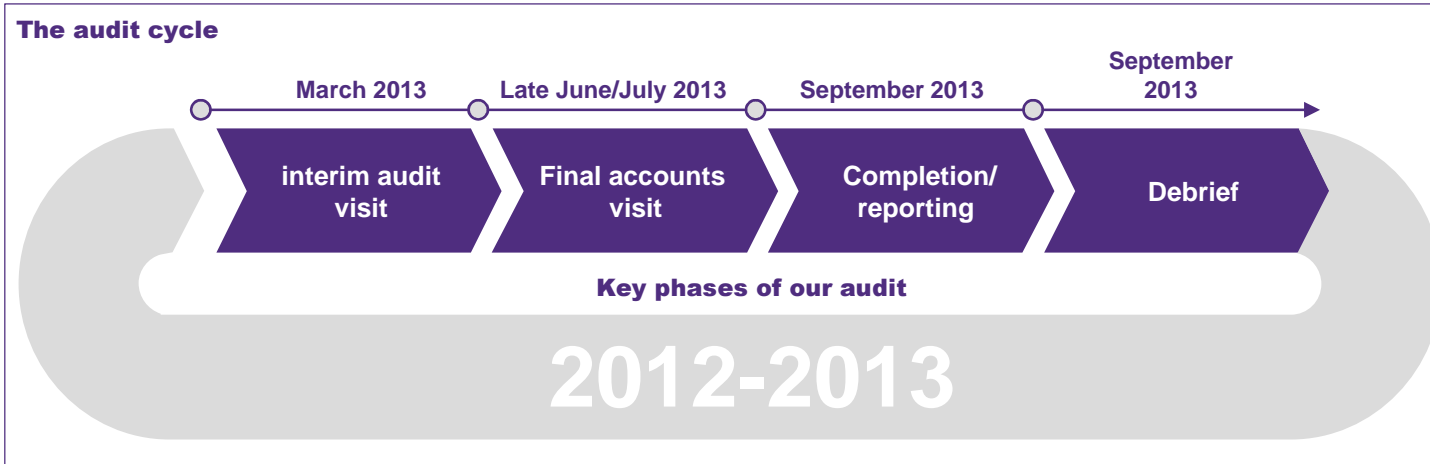 The audit cycle
March 2013
Late June/July 2013
September 2013
September
2013
interim audit
visit
Final accounts
visit
Completion/
reporting
Debrief
Key phases of our audit
2012-2013